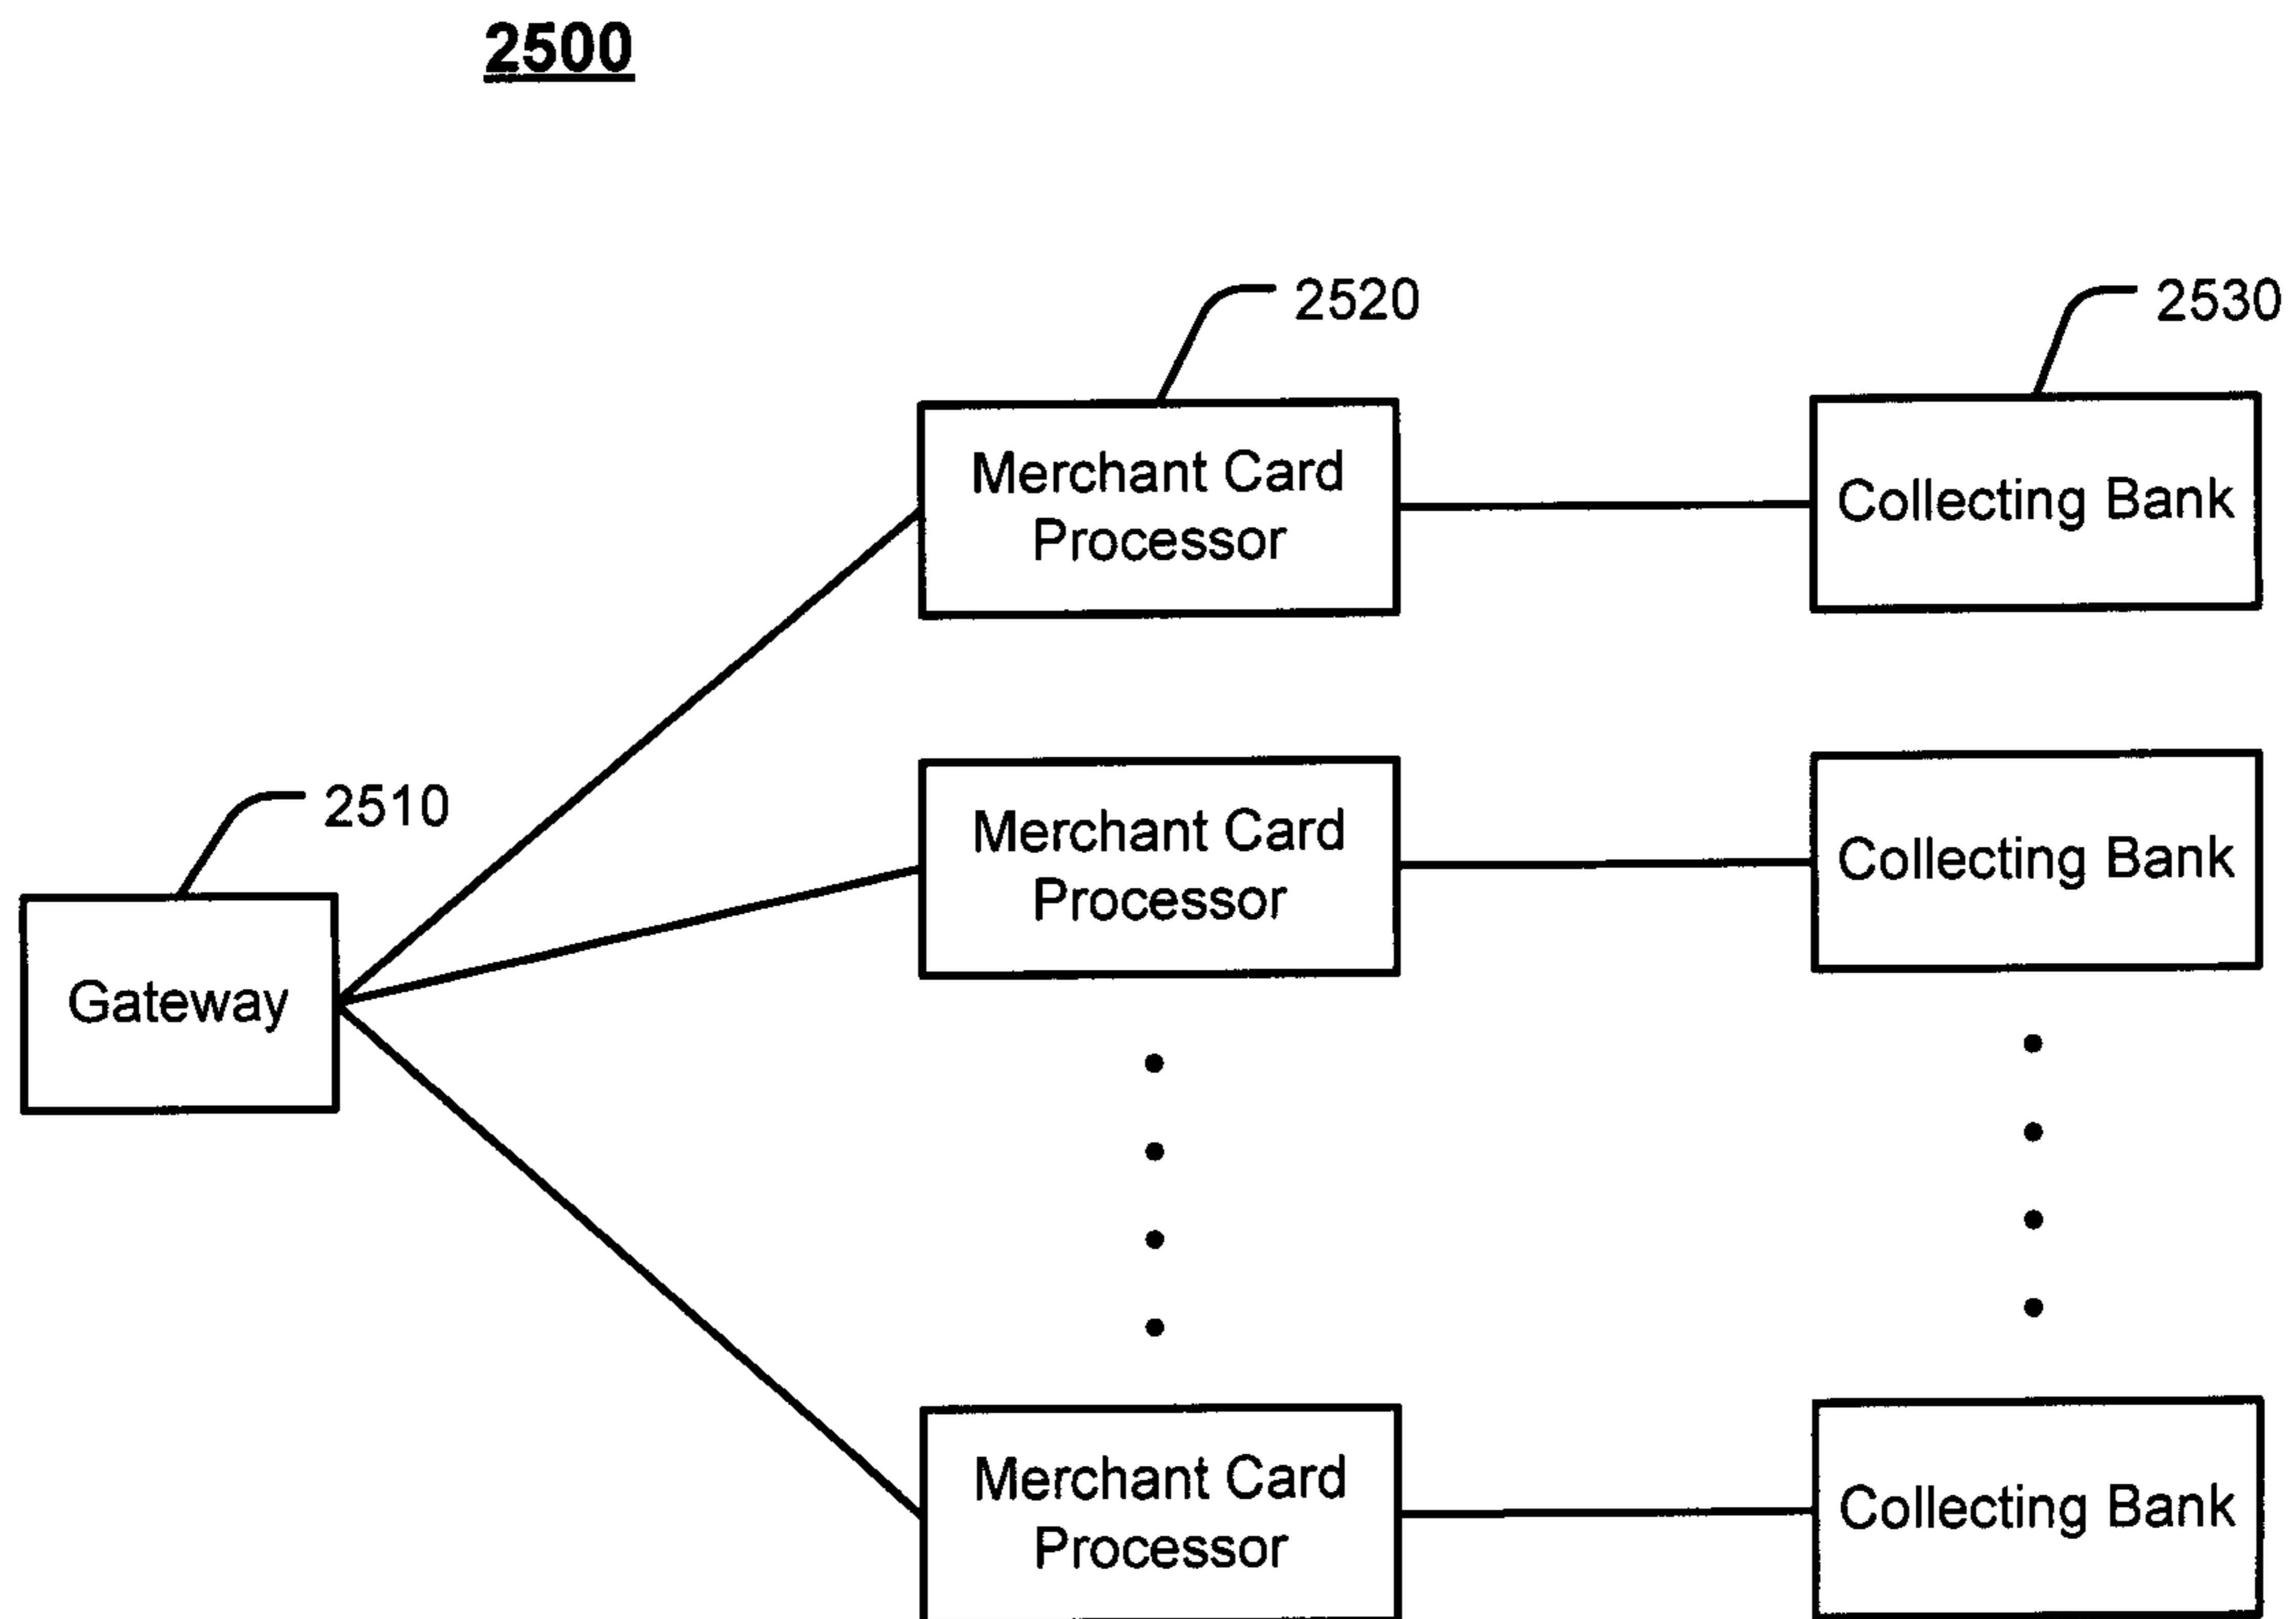 2500
2520
2530
Merchant Card
Processor
Collecting Bank
2510
Merchant Card
Processor
Collecting Bank
Gateway
Merchant Card
Processor
Collecting Bank